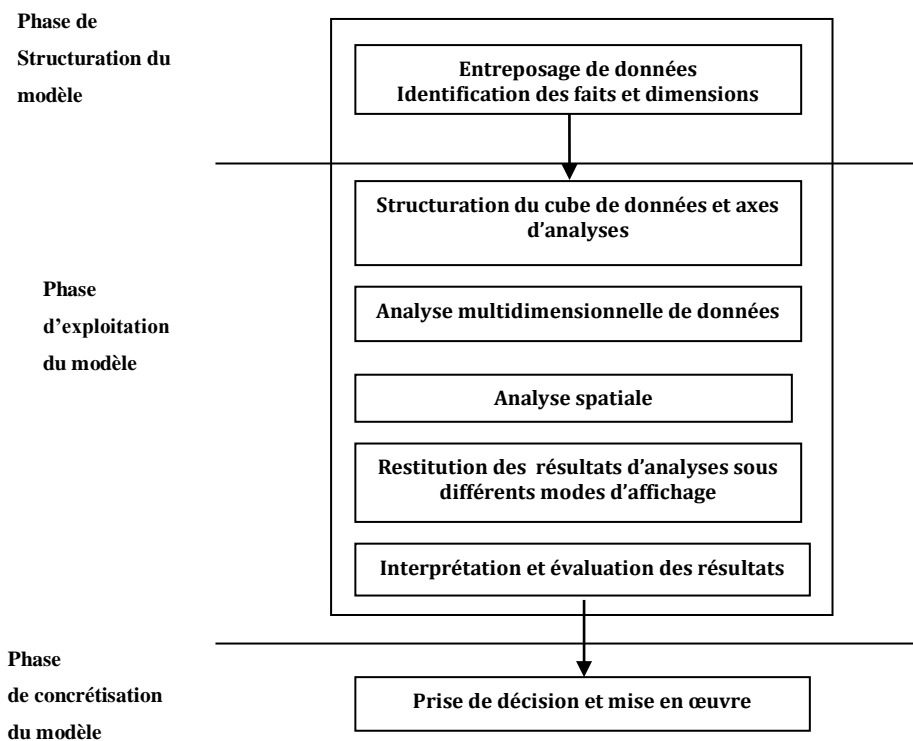 Phase de
Structuration du
modèle
Entreposage de données
Identification des faits et dimensions
Structuration du cube de données et axes
d'analyses
Phase
d'exploitation
du modèle
Analyse multidimensionnelle de données
Analyse spatiale
Restitution des résultats d'analyses sous
différents modes d'affichage
Interprétation et évaluation des résultats
Phase
de concrétisation
du modèle
Prise de décision et mise en œuvre